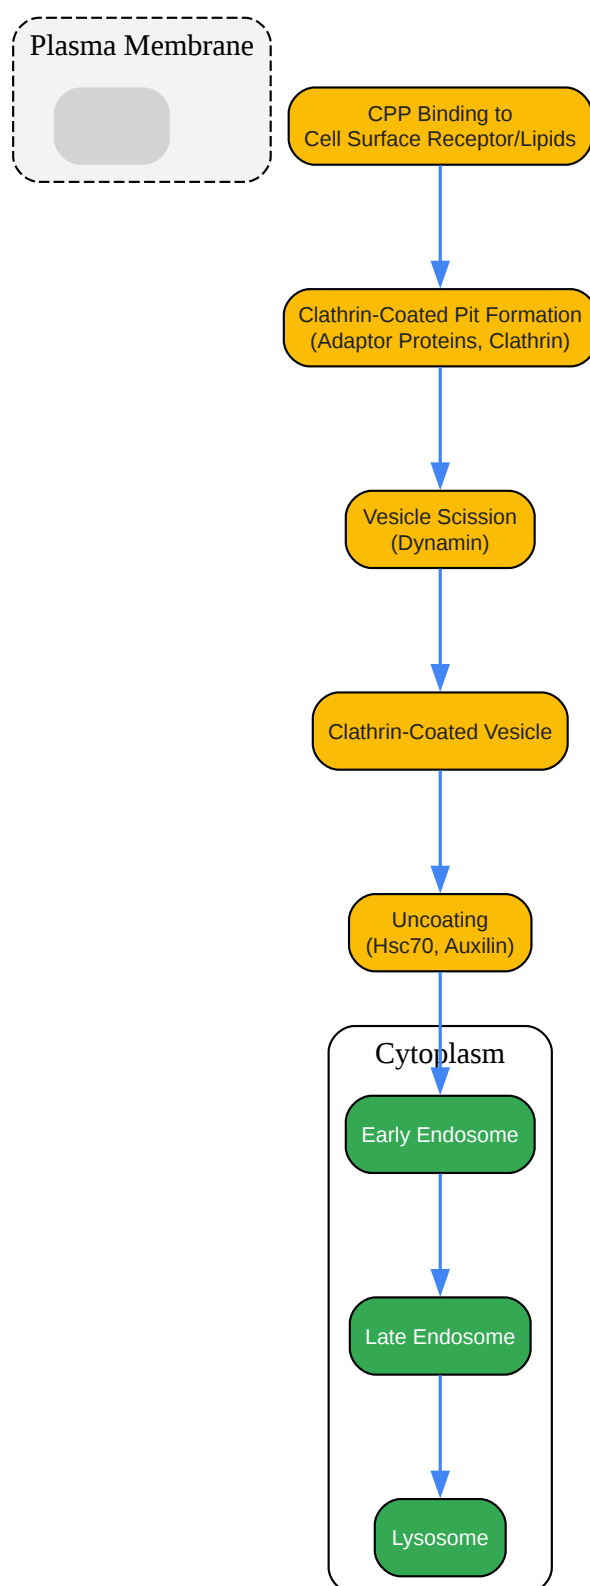 Plasma Membrane
CPP Binding to
Cell Surface Receptor/Lipids
Clathrin-Coated Pit Formation
(Adaptor Proteins, Clathrin)
Vesicle Scission
(Dynamin)
Clathrin-Coated Vesicle
Uncoating
(Hsc70, Auxilin)
Cytoplasm
Early Endosome
Late Endosome
Lysosome